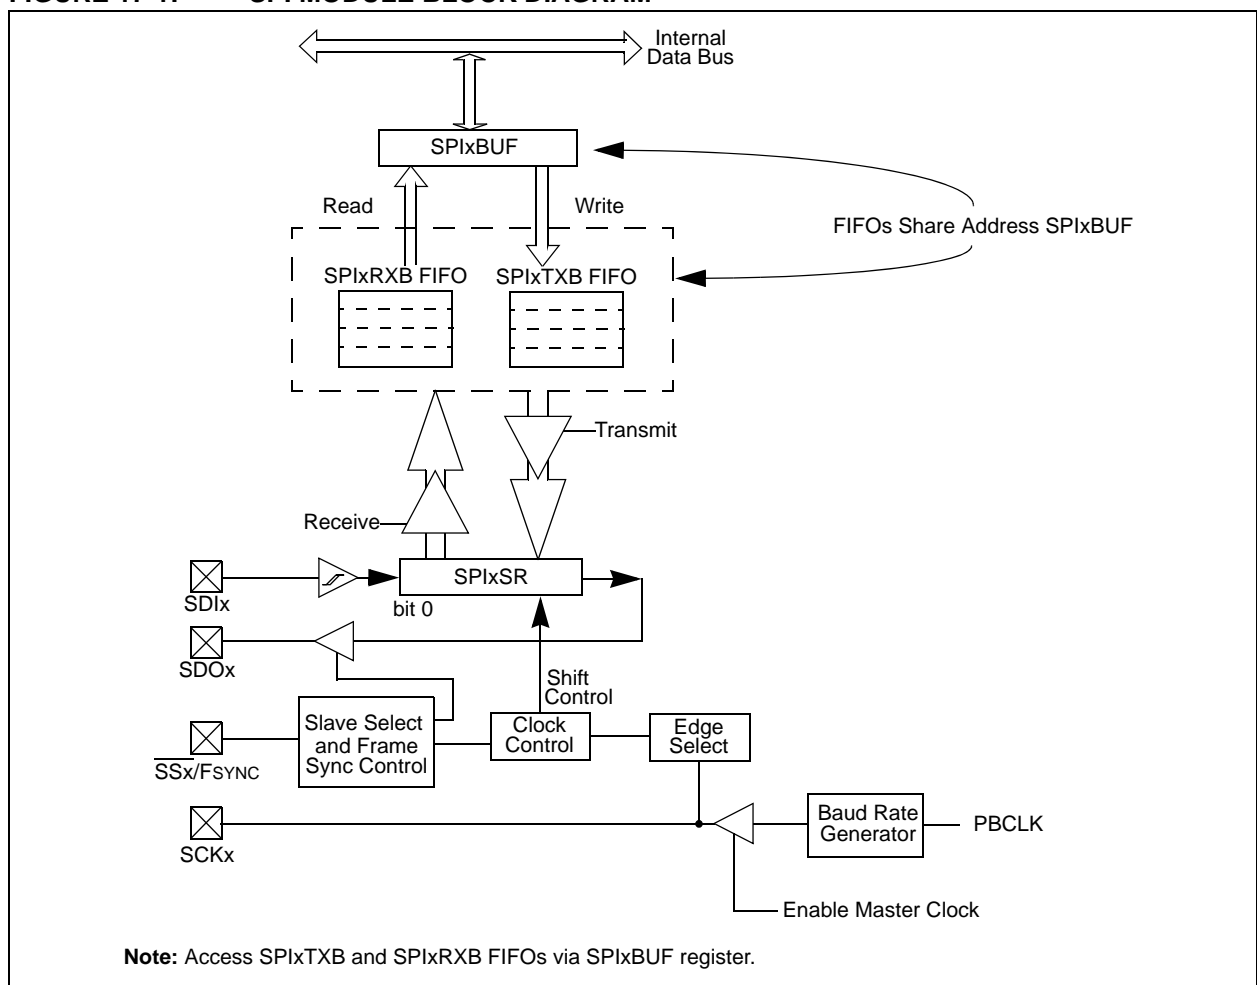 Internal
Data Bus
SPIxBUF
Read
Write
FIFOs Share Address SPIxBUF
SPIxRXB FIFO
SPIxTXB FIFO
Transmit
Receive
SPIxSR
SDIx
bit 0
SDOx
Shift
Control
Slave Select
and Frame
Sync Control
Clock
Control
Edge
Select
SSx/FSYNC
Baud Rate
Generator
PBCLK
SCKx
Enable Master Clock
Note: Access SPIxTXB and SPIxRXB FIFOs via SPIxBUF register.